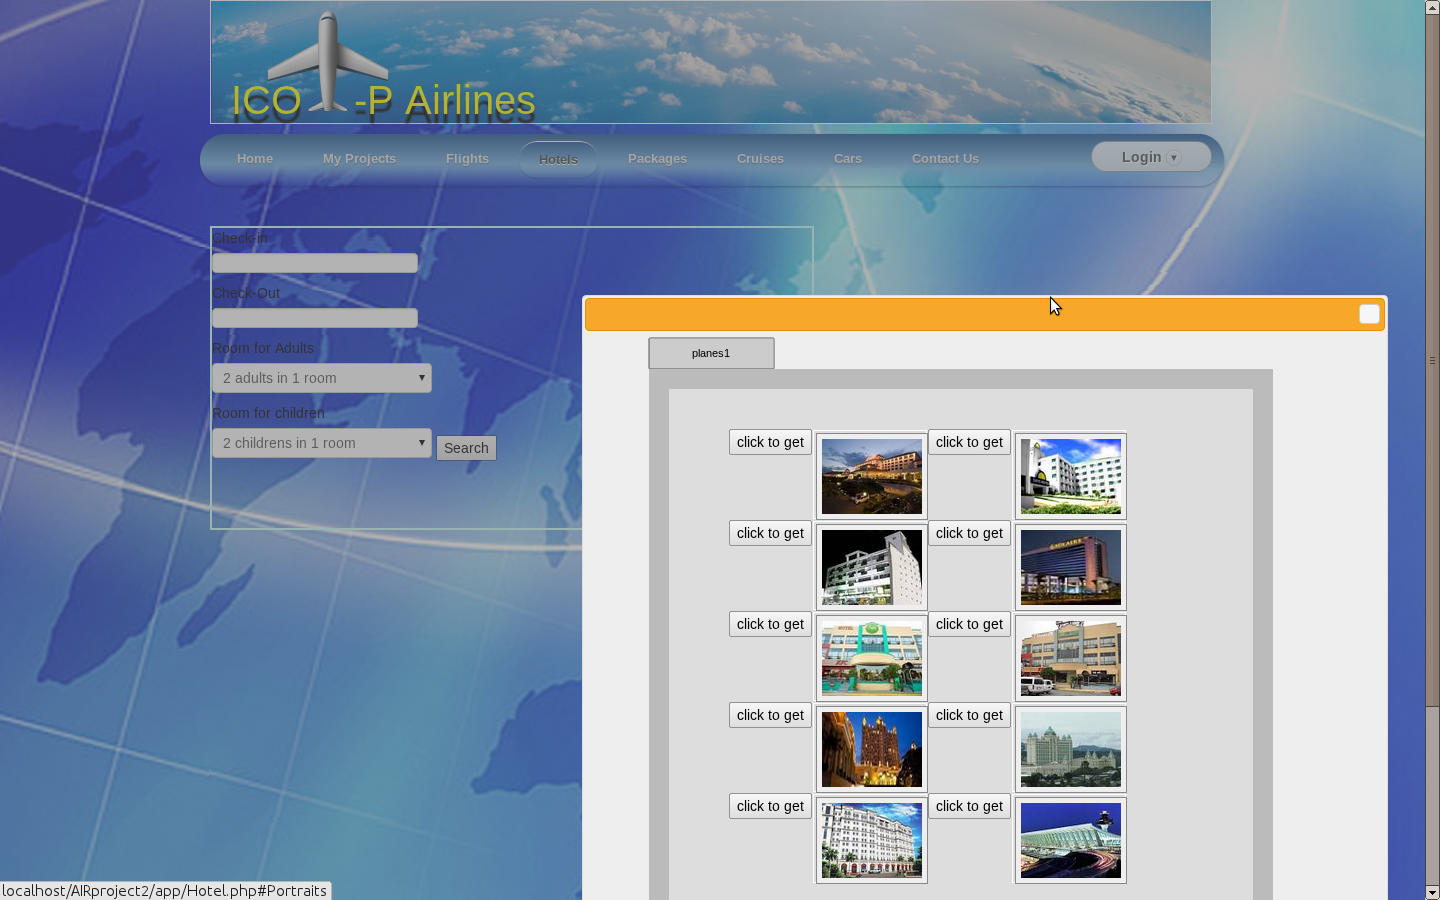 ICO -P Airlines
Home My Projects Flights Hotels Packages Cruises Cars Contact Us Login
Check-in
Check-Out
Room for Adults
2 adults in 1 room
Room for children
2 childrens in 1 room Search
planes1
click to get click to get
click to get click to get
click to get click to get
click to get click to get
click to get click to get
localhost/AIRproject2/app/Hotel.php#Portraits